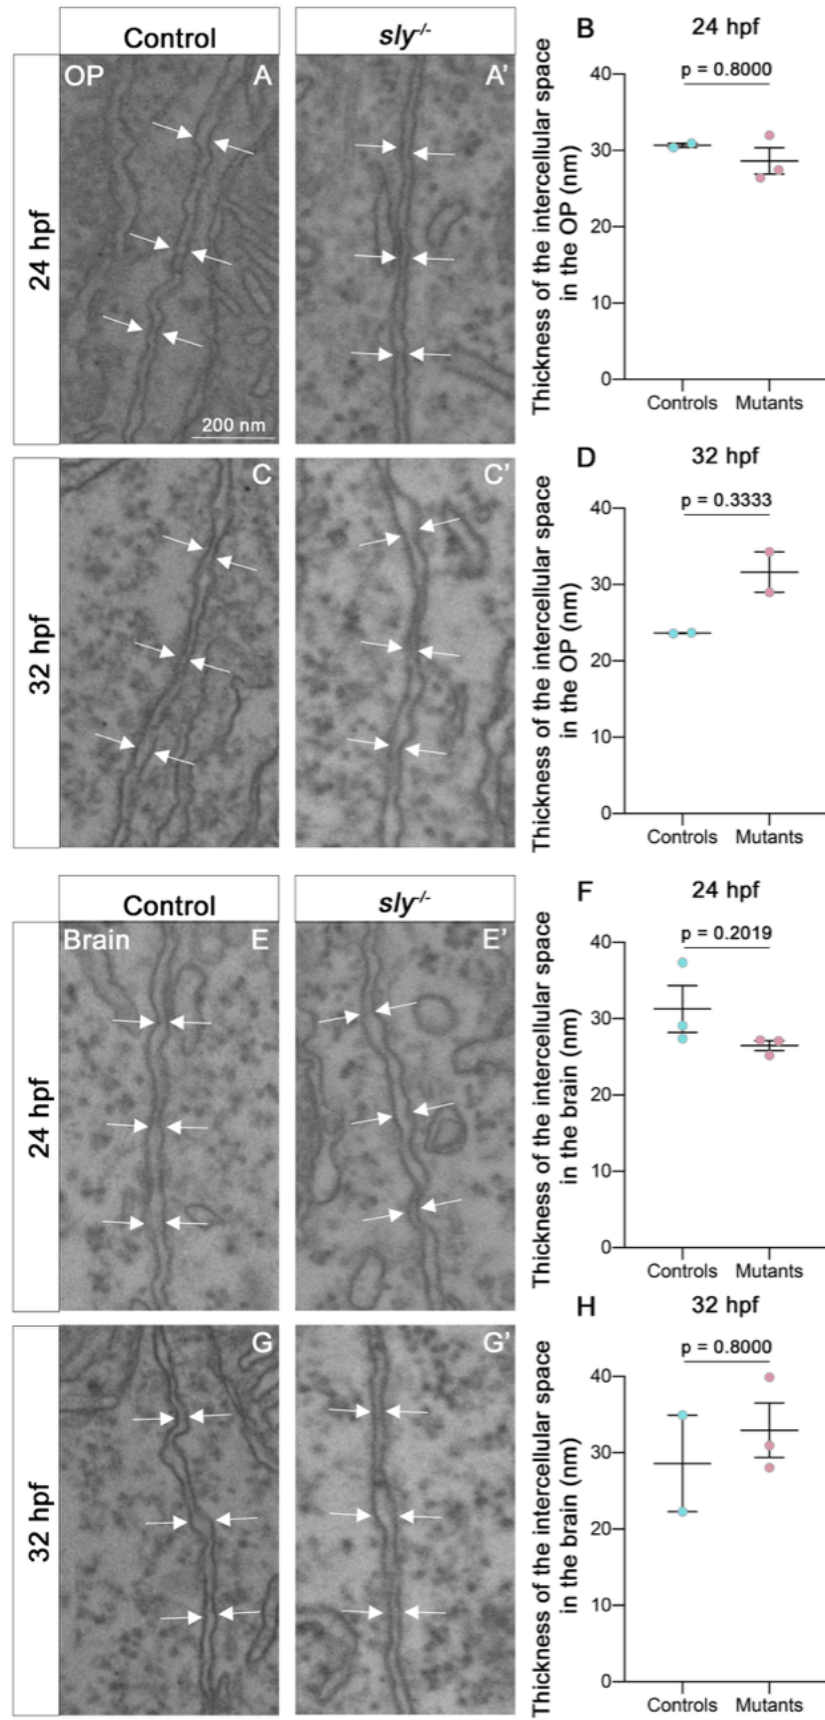 Control
sly-/-
24 hpf
OP
A
A'
200 nm
B
24 hpf
p = 0.8000
Thickness of the intercellular space
in the OP (nm)
40
30
20
10
0
Controls
Mutants
32 hpf
C
C'
D
32 hpf
p = 0.3333
Thickness of the intercellular space
in the OP (nm)
40
30
20
10
0
Controls
Mutants
Control
sly-/-
24 hpf
Brain
E
E'
F
24 hpf
p = 0.2019
Thickness of the intercellular space
in the brain (nm)
40
30
20
10
0
Controls
Mutants
32 hpf
G
G'
H
32 hpf
p = 0.8000
Thickness of the intercellular space
in the brain (nm)
40
30
20
10
0
Controls
Mutants